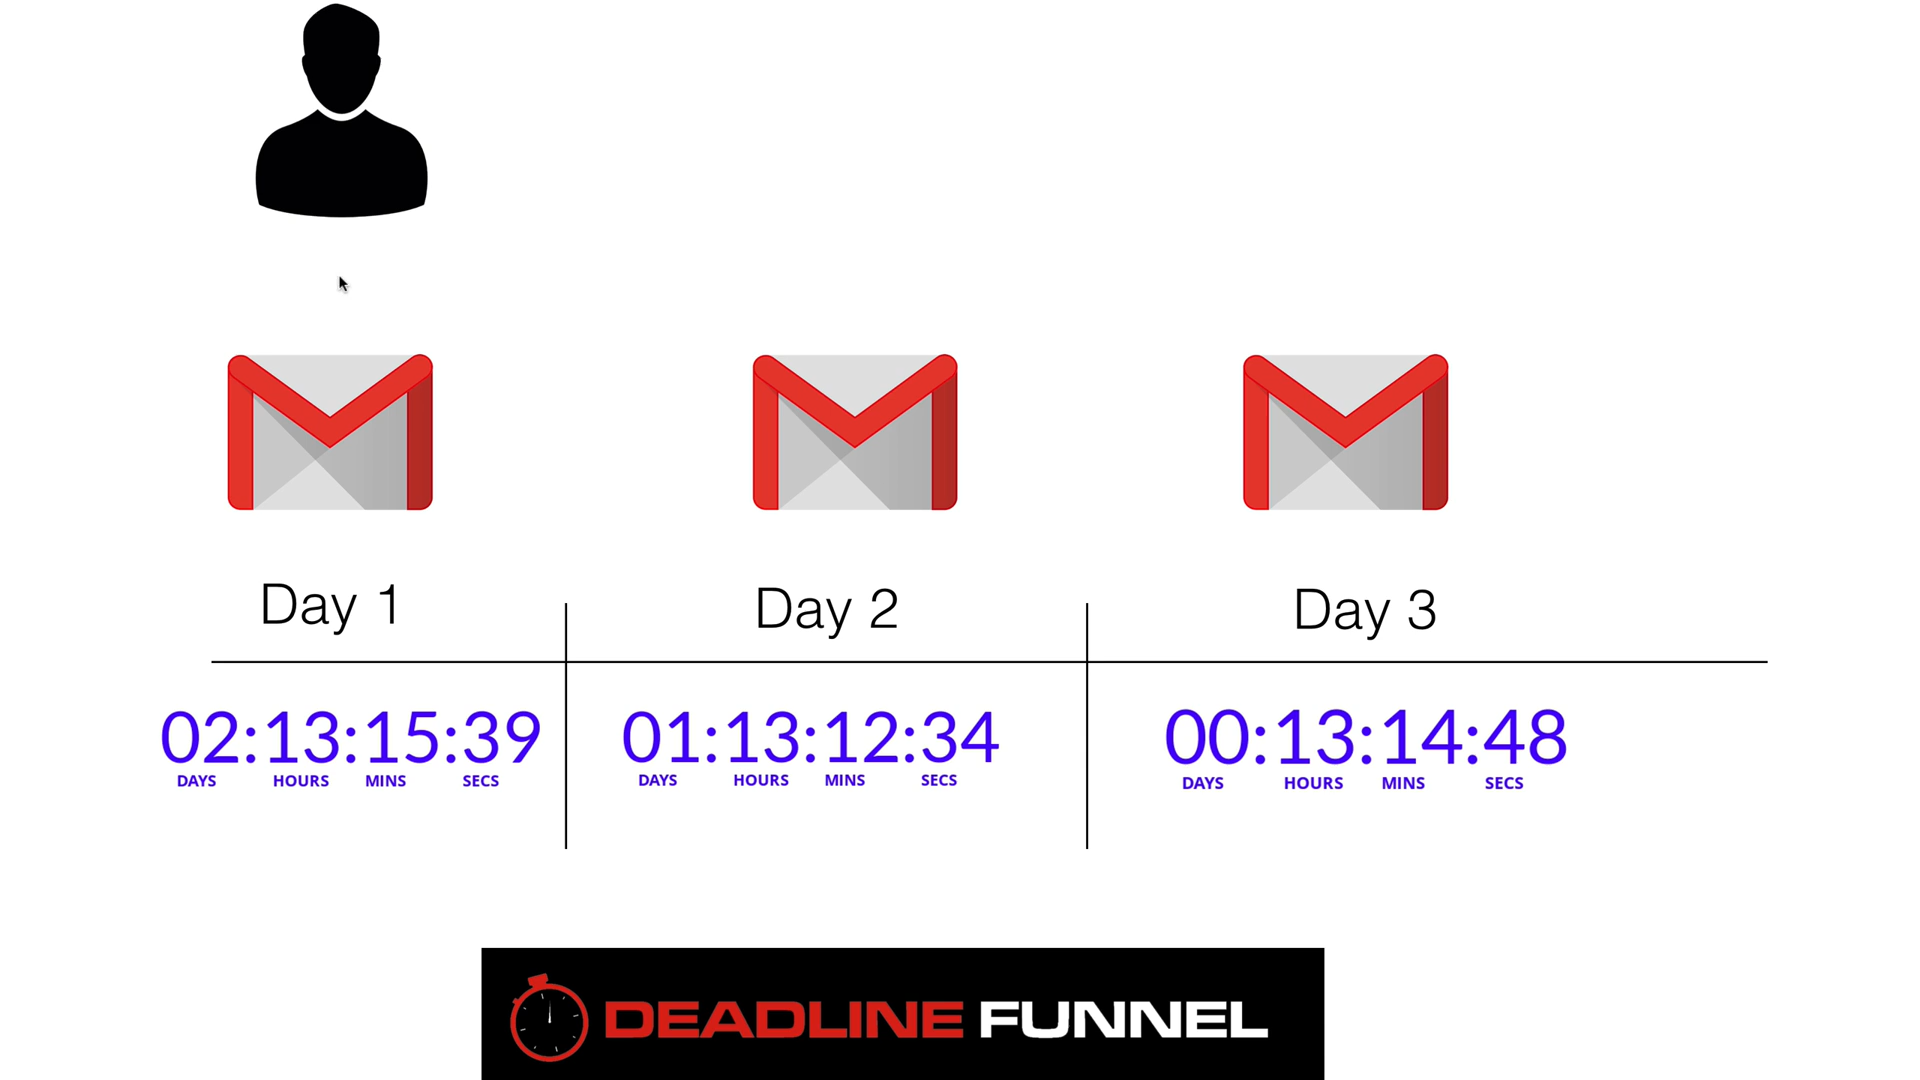 Day 1
Day 2
Day 3
02:13:15:39
DAYS HOURS MINS SECS
01:13:12:34
DAYS HOURS MINS SECS
00:13:14:48
DAYS HOURS MINS SECS
DEADLINE FUNNEL